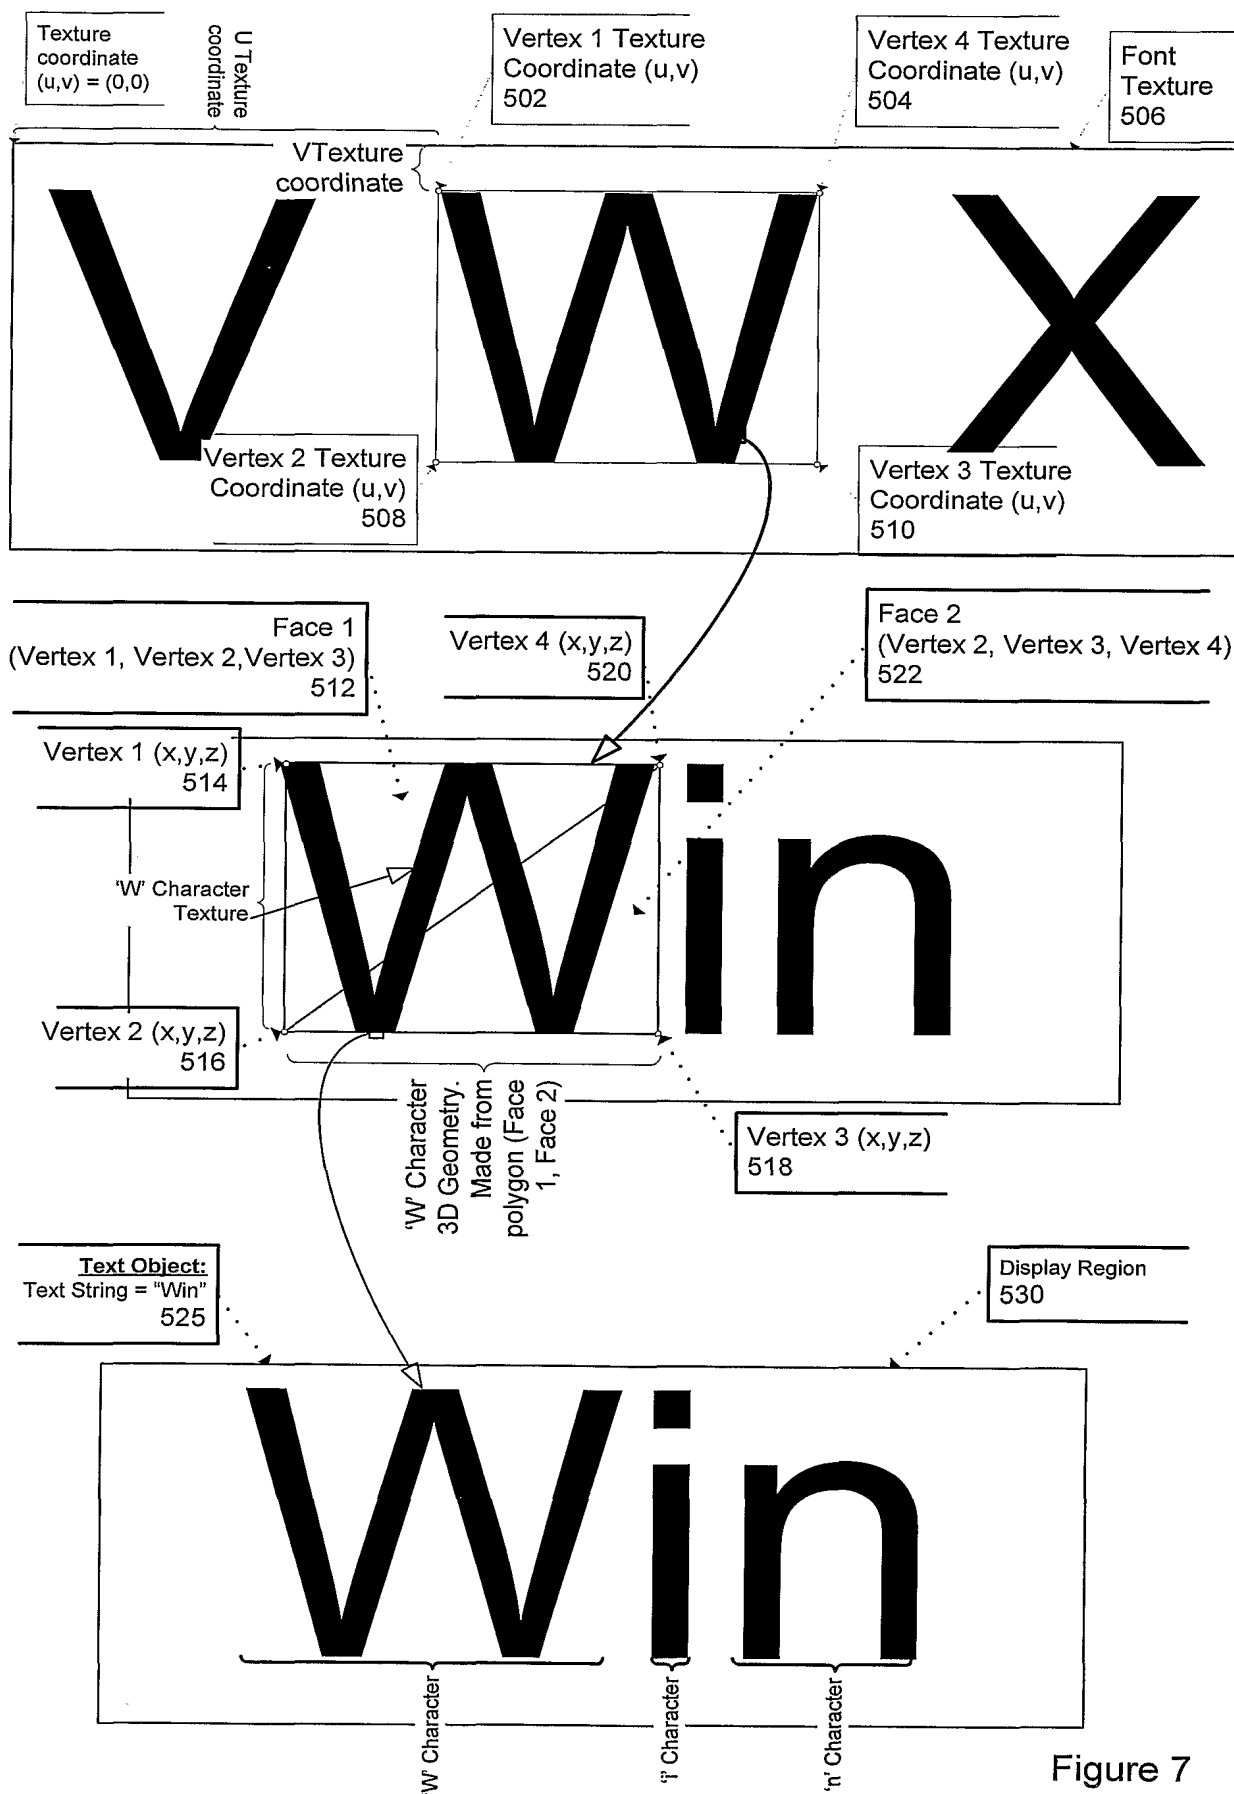 Texture
coordinate
(u,v) = (0,0)
U Texture
coordinate
Vertex 1 Texture
Coordinate (u,v)
502
Vertex 4 Texture
Coordinate (u,v)
504
Font
Texture
506
VTexture
coordinate
V W X
Vertex 2 Texture
Coordinate (u,v)
508
Vertex 3 Texture
Coordinate (u,v)
510
Face 1
(Vertex 1, Vertex 2,Vertex 3)
512
Vertex 4 (x,y,z)
520
Face 2
(Vertex 2, Vertex 3, Vertex 4)
522
Vertex 1 (x,y,z)
514
Win
'W' Character
Texture
Vertex 2 (x,y,z)
516
'W' Character
3D Geometry.
Made from
polygon (Face
1, Face 2)
Vertex 3 (x,y,z)
518
Text Object:
Text String = "Win"
525
Display Region
530
Win
'W' Character
'i' Character
'n' Character
Figure 7